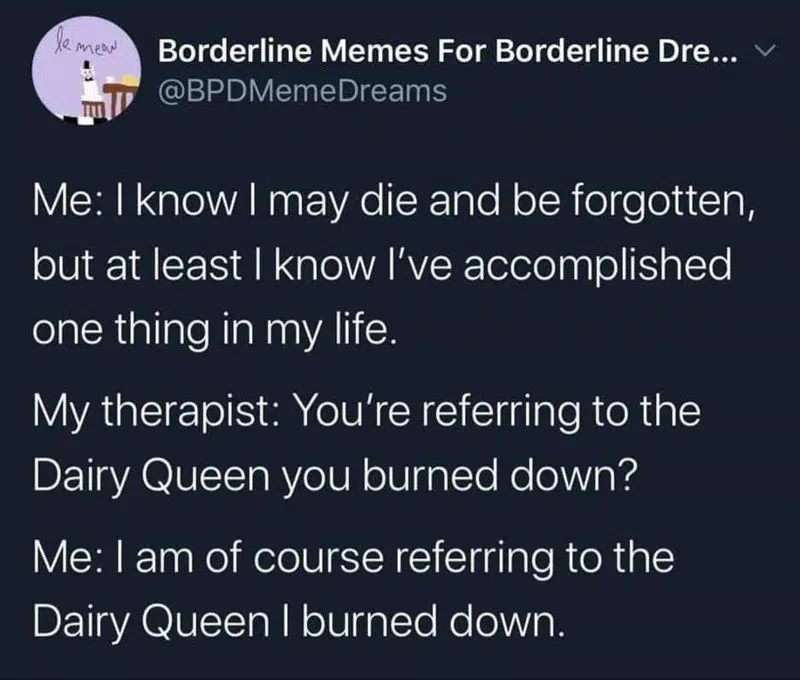 le meow
Borderline Memes For Borderline Dre...
@BPDMemeDreams
Me: I know I may die and be forgotten,
but at least I know I've accomplished
one thing in my life.
My therapist: You're referring to the
Dairy Queen you burned down?
Me: I am of course referring to the
Dairy Queen I burned down.